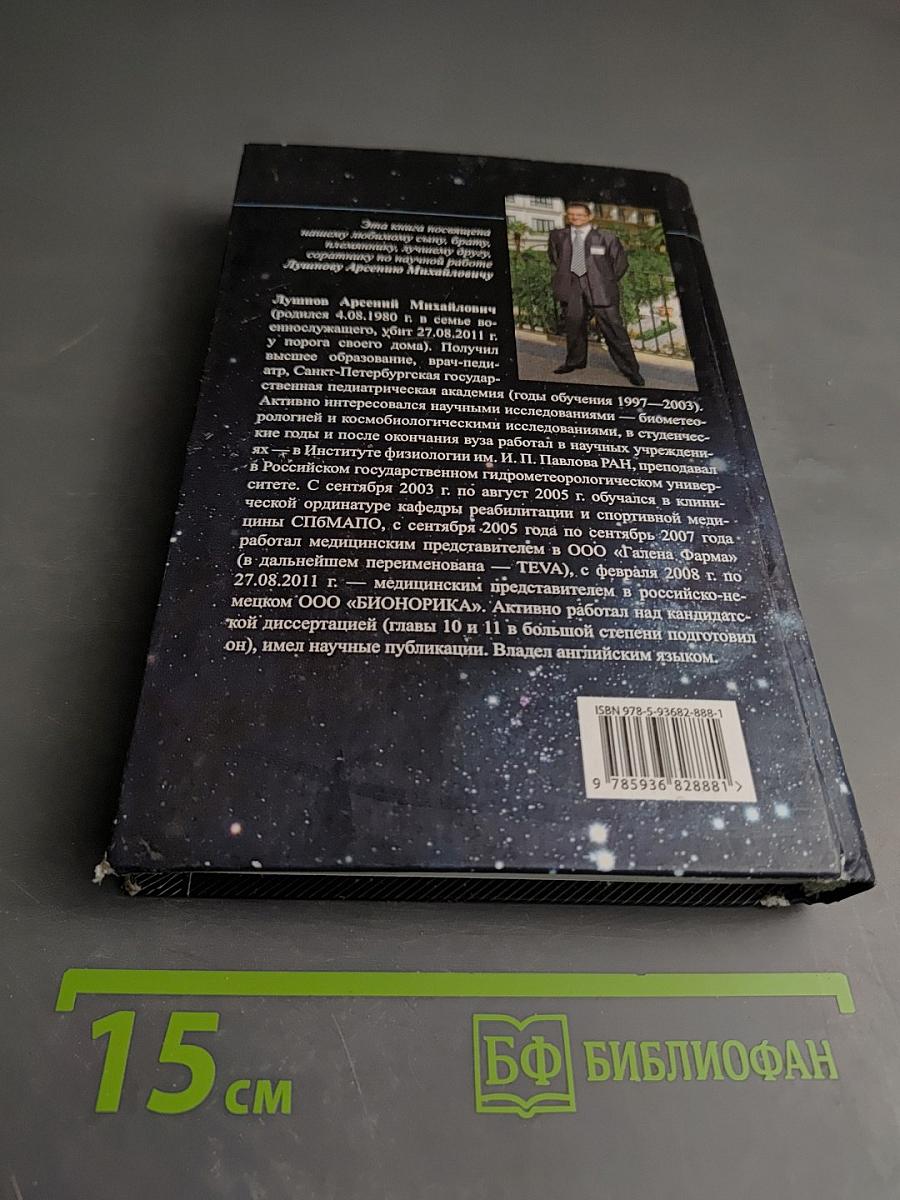 Эта книга посвящена
нашему любимому сыну, брату,
племяннику, лучшему другу,
соратнику по научной работе
Лушнову Арсению Михайловичу
Лушнов Арсений Михайлович
(родился 4.08.1980 г. в семье во-
еннослужащего, убит 27.08.2011 г.
у порога своего дома). Получил
высшее образование, врач-педи-
атр, Санкт-Петербургская государ-
ственная педиатрическая академия (годы обучения 1997—2003).
Активно интересовался научными исследованиями — биометео-
рологией и космобиологическими исследованиями, в студенчес-
кие годы и после окончания вуза работал в научных учреждени-
ях — в Институте физиологии им. И. П. Павлова РАН, преподавал
в Российском государственном гидрометеорологическом универ-
ситете. С сентября 2003 г. по август 2005 г. обучался в клини-
ческой ординатуре кафедры реабилитации и спортивной меди-
цины СПбМАПО, с сентября 2005 года по сентябрь 2007 года
работал медицинским представителем в ООО «Галена Фарма»
(в дальнейшем переименована — TEVA), с февраля 2008 г. по
27.08.2011 г. — медицинским представителем в российско-не-
мецком ООО «БИОНОРИКА». Активно работал над кандидатс-
кой диссертацией (главы 10 и 11 в большой степени подготовил
он), имел научные публикации. Владел английским языком.
ISBN 978-5-93682-888-1
9 785936 828881 >
15 см
БФ БИБЛИОФАН